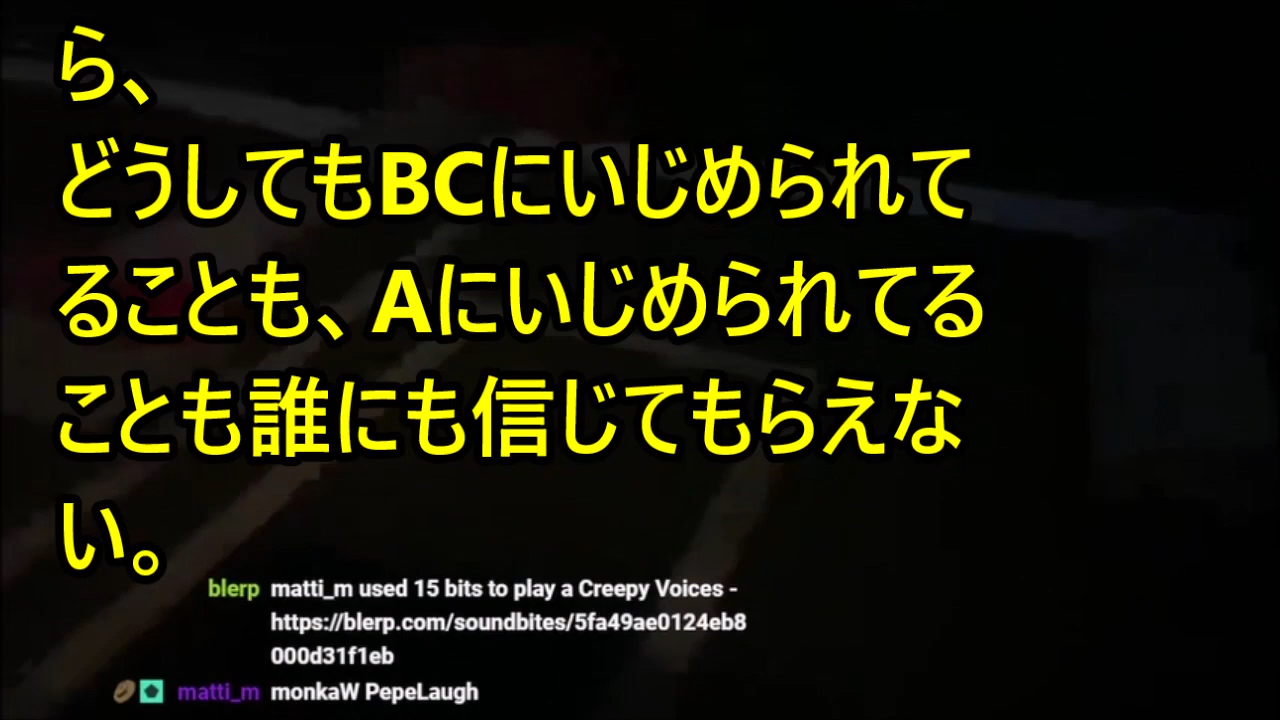 ら、
どうしてもBCにいじめられて
ることも、Aにいじめられてる
ことも誰にも信じてもらえな
い。
blerp matti_m used 15 bits to play a Creepy Voices -
https://blerp.com/soundbites/5fa49ae0124eb8
000d31f1eb
matti_m monkaW PepeLaugh